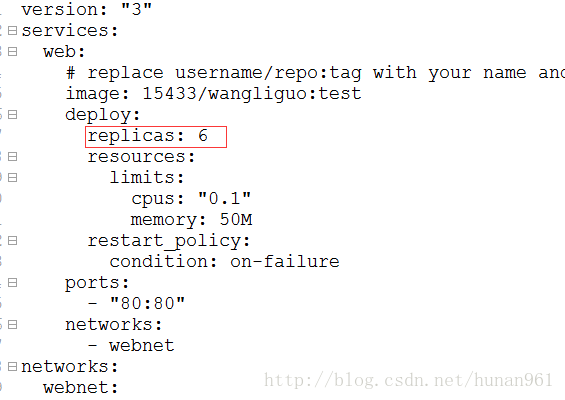 version: "3"
services:
  web:
    # replace username/repo:tag with your name and
    image: 15433/wangliguo:test
    deploy:
      replicas: 6
      resources:
        limits:
          cpus: "0.1"
          memory: 50M
      restart_policy:
        condition: on-failure
    ports:
      - "80:80"
    networks:
      - webnet
networks:
  webnet:
http://blog.csdn.net/hunan961